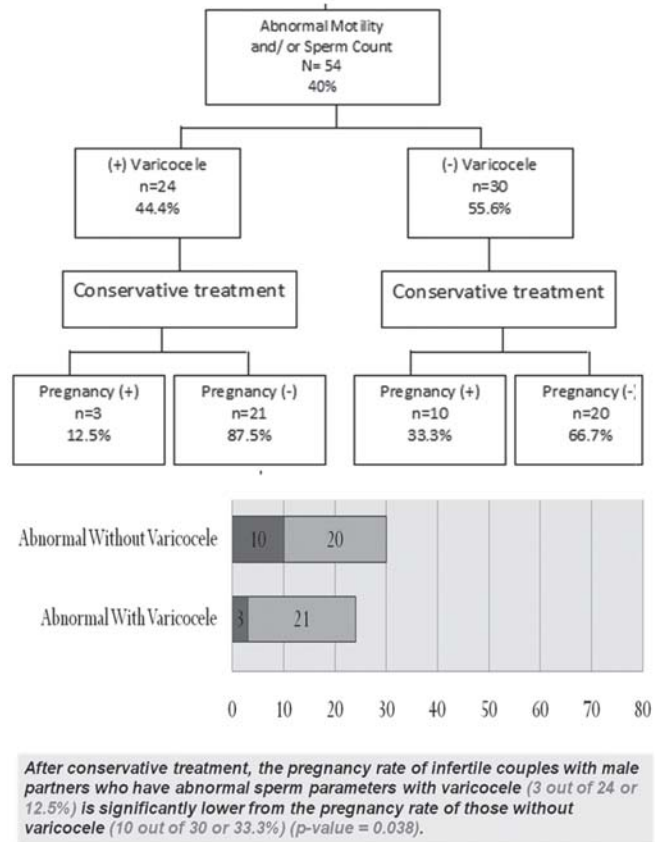 Abnormal Motility
and/ or Sperm Count
N= 54
40%
(+) Varicocele
n=24
44.4%
(-) Varicocele
n=30
55.6%
Conservative treatment
Conservative treatment
Pregnancy (+)
n=3
12.5%
Pregnancy (-)
n=21
87.5%
Pregnancy (+)
n=10
33.3%
Pregnancy (-)
n=20
66.7%
Abnormal Without Varicocele
10 20
Abnormal With Varicocele
3 21
0 10 20 30 40 50 60 70 80
After conservative treatment, the pregnancy rate of infertile couples with male
partners who have abnormal sperm parameters with varicocele (3 out of 24 or
12.5%) is significantly lower from the pregnancy rate of those without
varicocele (10 out of 30 or 33.3%) (p-value = 0.038).